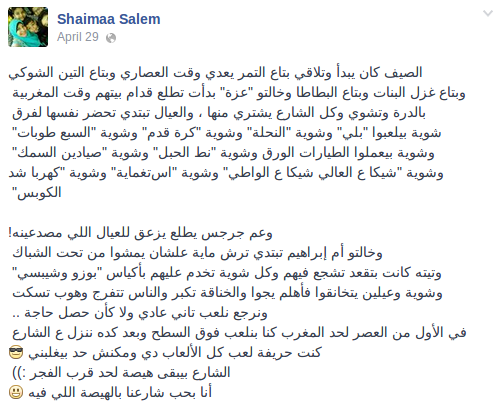 Shaimaa Salem
April 29
الصيف كان يبدأ وتلاقي بتاع التمر يعدي وقت العصاري وبتاع التين الشوكي
وبتاع غزل البنات وبتاع البطاطا وخالتو "عزة" بدأت تطلع قدام بيتهم وقت المغربية
بالدرة وتشوي وكل الشارع يشتري منها ، والعيال تبتدي تحضر نفسها لفرق
شوية بيلعبوا "بلي" وشوية "النحلة" وشوية "كرة قدم" وشوية "السبع طوبات"
وشوية بيعملوا الطيارات الورق وشوية "نط الحبل" وشوية "صيادين السمك"
وشوية "شيكا ع العالي شيكا ع الواطي" وشوية "استغماية" وشوية "كهربا شد
الكوبس"
وعم جرجس يطلع يزعق للعيال اللي مصدعينه!
وخالتو أم إبراهيم تبتدي ترش ماية علشان يمشوا من تحت الشباك
وتيته كانت بتقعد تشجع فيهم وكل شوية تخدم عليهم بأكياس "بوزو وشيبسي"
وشوية وعيلين يتخانقوا فأهلم يجوا والخناقة تكبر والناس تتفرج وهوب تسكت
ونرجع نلعب تاني عادي ولا كأن حصل حاجة ..
في الأول من العصر لحد المغرب كنا بنلعب فوق السطح وبعد كده ننزل ع الشارع
كنت حريفة لعب كل الألعاب دي ومكنش حد بيغلبني 😎
الشارع بيبقى هيصة لحد قرب الفجر :))
أنا بحب شارعنا بالهيصة اللي فيه 😃